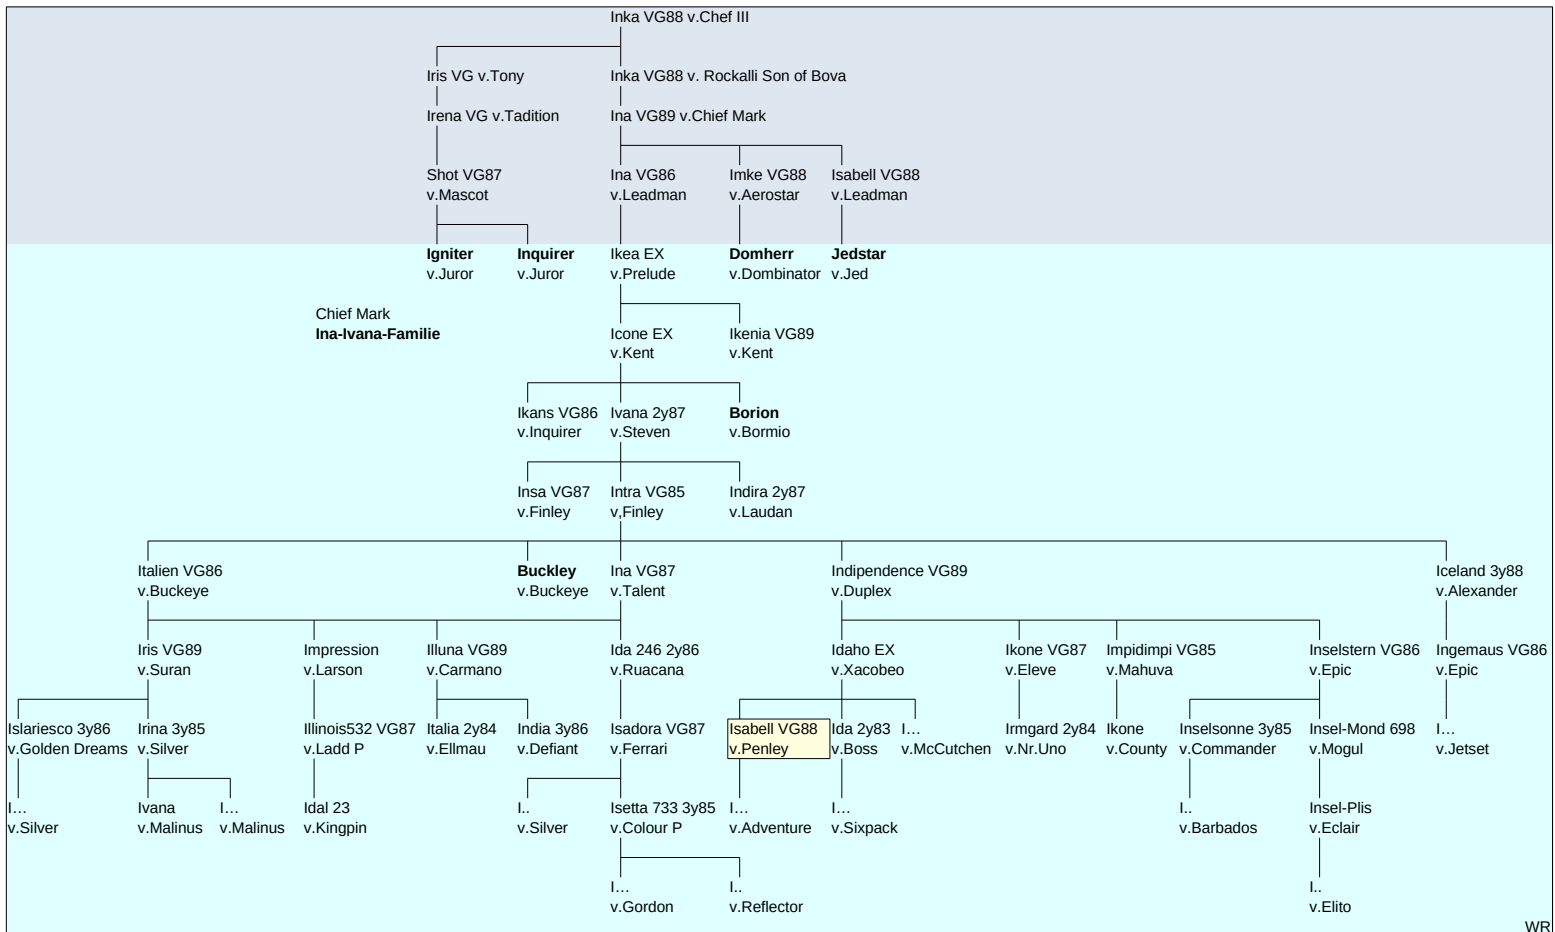 Inka VG88 v.Chef III
Iris VG v.Tony
Inka VG88 v. Rockalli Son of Bova
Irena VG v.Tadition
Ina VG89 v.Chief Mark
Shot VG87
v.Mascot
Ina VG86
v.Leadman
Imke VG88
v.Aerostar
Isabell VG88
v.Leadman
Igniter
v.Juror
Inquirer
v.Juror
Ikea EX
v.Prelude
Domherr
v.Dombinator
Jedstar
v.Jed
Chief Mark
Ina-Ivana-Familie
Icone EX
v.Kent
Ikenia VG89
v.Kent
Ikans VG86
v.Inquirer
Ivana 2y87
v.Steven
Borion
v.Bormio
Insa VG87
v.Finley
Intra VG85
v,Finley
Indira 2y87
v.Laudan
Italien VG86
v.Buckeye
Buckley
v.Buckeye
Ina VG87
v.Talent
Indipendence VG89
v.Duplex
Iceland 3y88
v.Alexander
Iris VG89
v.Suran
Impression
v.Larson
Illuna VG89
v.Carmano
Ida 246 2y86
v.Ruacana
Idaho EX
v.Xacobeo
Ikone VG87
v.Eleve
Impidimpi VG85
v.Mahuva
Inselstern VG86
v.Epic
Ingemaus VG86
v.Epic
Islariesco 3y86
v.Golden Dreams
Irina 3y85
v.Silver
Illinois532 VG87
v.Ladd P
Italia 2y84
v.Ellmau
India 3y86
v.Defiant
Isadora VG87
v.Ferrari
Isabell VG88
v.Penley
Ida 2y83
v.Boss
I...
v.McCutchen
Irmgard 2y84
v.Nr.Uno
Ikone
v.County
Inselsonne 3y85
v.Commander
Insel-Mond 698
v.Mogul
I...
v.Jetset
I...
v.Silver
Ivana
v.Malinus
I...
v.Malinus
Idal 23
v.Kingpin
I..
v.Silver
Isetta 733 3y85
v.Colour P
I...
v.Adventure
I...
v.Sixpack
I..
v.Barbados
Insel-Plis
v.Eclair
I...
v.Gordon
I..
v.Reflector
I..
v.Elito
WR